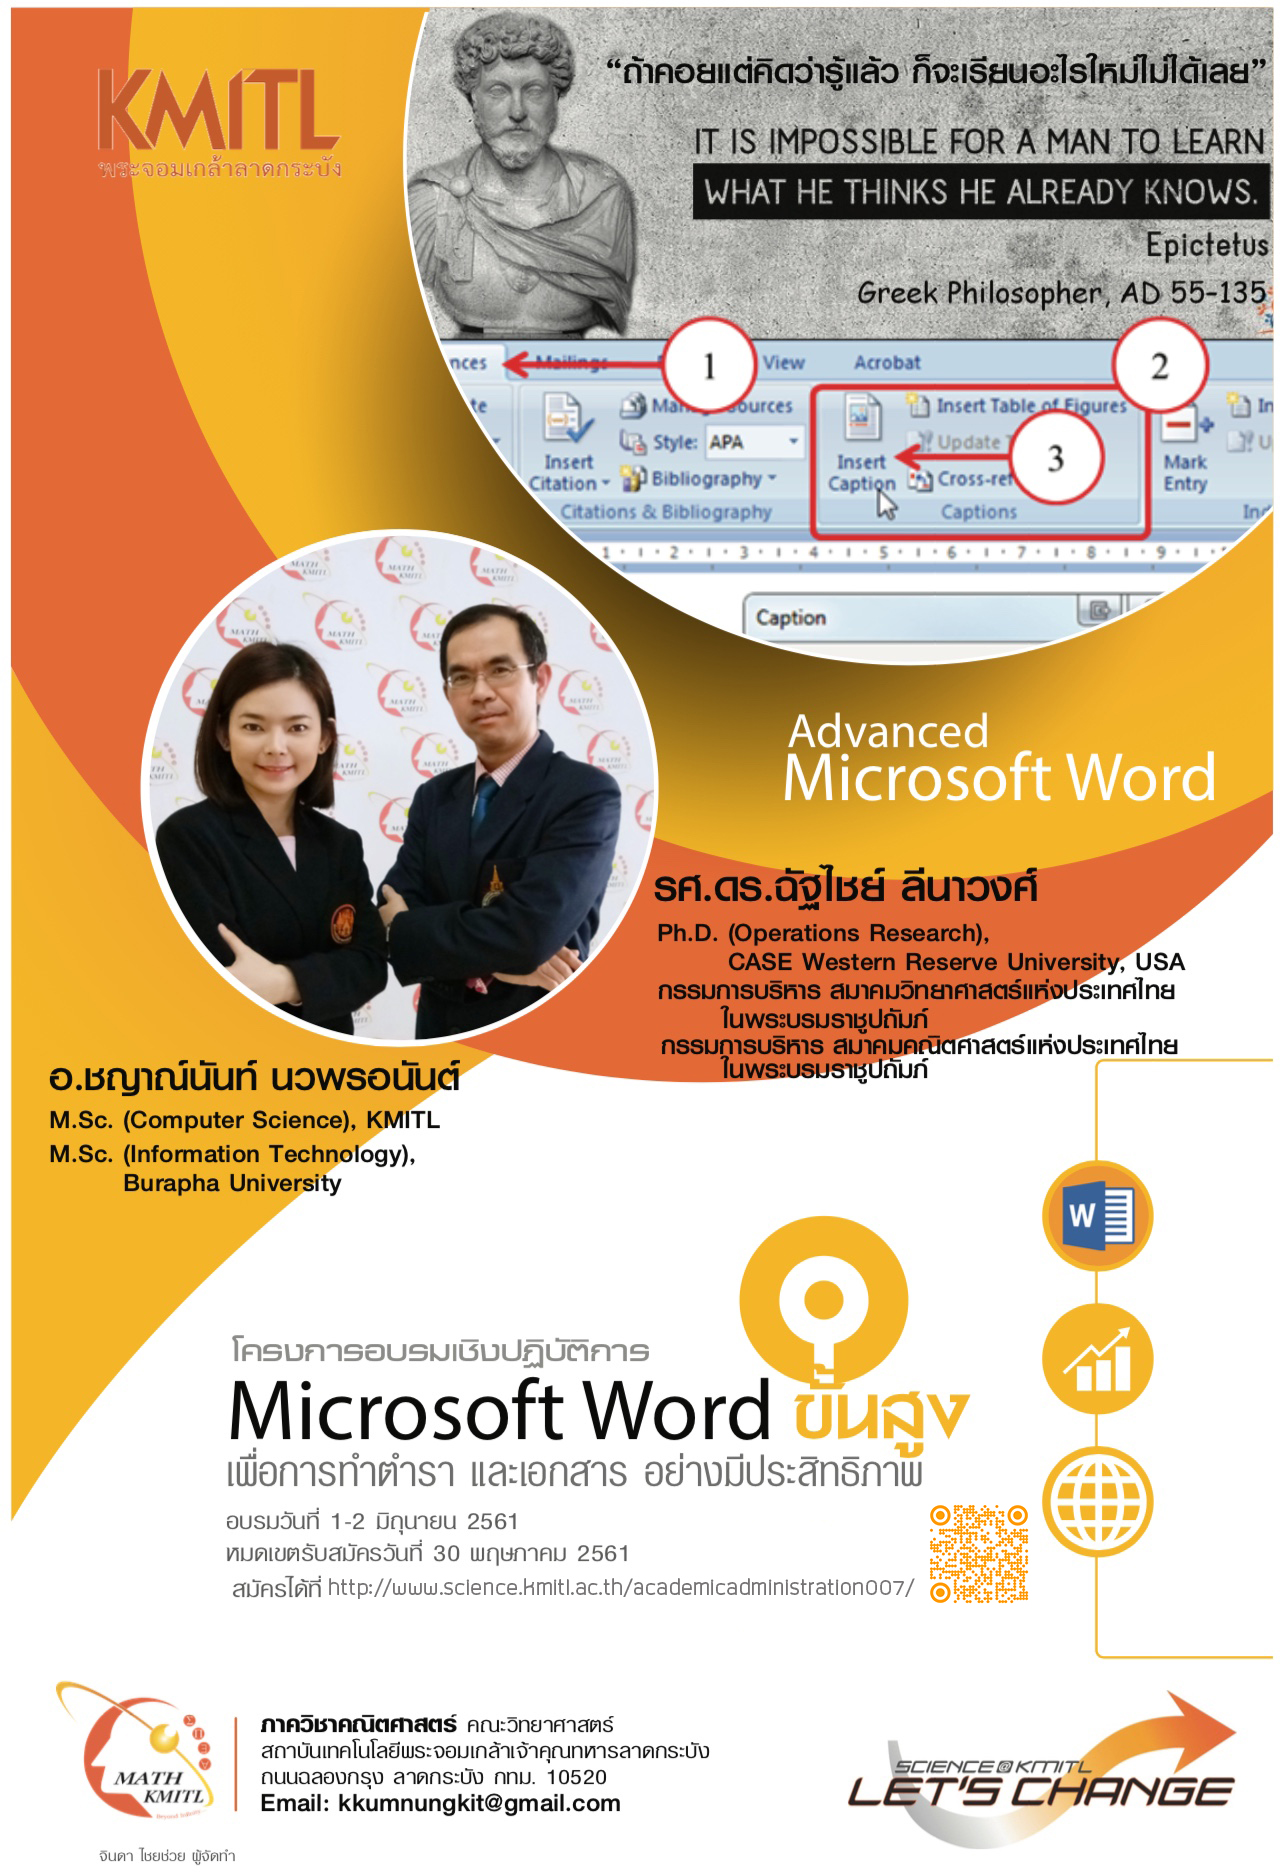 KMITL
พระจอมเกล้าลาดกระบัง
“ถ้าคอยแต่คิดว่ารู้แล้ว ก็จะเรียนอะไรใหม่ไม่ได้เลย”
IT IS IMPOSSIBLE FOR A MAN TO LEARN
WHAT HE THINKS HE ALREADY KNOWS.
Epictetus
Greek Philosopher, AD 55-135
1
2
Mailings
View
Acrobat
Insert Table of Figures
Style: APA
Update
3
Insert
Citation
Bibliography
Insert
Caption
Cross-ref
Mark
Entry
Citations & Bibliography
Captions
1 2 3 4 5 6 7 8 9
Caption
MATH
KMITL
Advanced
Microsoft Word
รศ.ดร.ฉัฐไชย์ ลีนาวงศ์
Ph.D. (Operations Research),
CASE Western Reserve University, USA
กรรมการบริหาร สมาคมวิทยาศาสตร์แห่งประเทศไทย
ในพระบรมราชูปถัมภ์
กรรมการบริหาร สมาคมคณิตศาสตร์แห่งประเทศไทย
ในพระบรมราชูปถัมภ์
อ.ชญาณ์นันท์ นวพรอนันต์
M.Sc. (Computer Science), KMITL
M.Sc. (Information Technology),
Burapha University
W
โครงการอบรมเชิงปฏิบัติการ
Microsoft Word ขั้นสูง
เพื่อการทำตำรา และเอกสาร อย่างมีประสิทธิภาพ
อบรมวันที่ 1-2 มิถุนายน 2561
หมดเขตรับสมัครวันที่ 30 พฤษภาคม 2561
สมัครได้ที่ http://www.science.kmitl.ac.th/academicadministration007/
MATH
KMITL
ภาควิชาคณิตศาสตร์ คณะวิทยาศาสตร์
สถาบันเทคโนโลยีพระจอมเกล้าเจ้าคุณทหารลาดกระบัง
ถนนฉลองกรุง ลาดกระบัง กทม. 10520
Email: kkumnungkit@gmail.com
SCIENCE@KMITL
LET'S CHANGE
จินดา ไชยช่วย ผู้จัดทำ